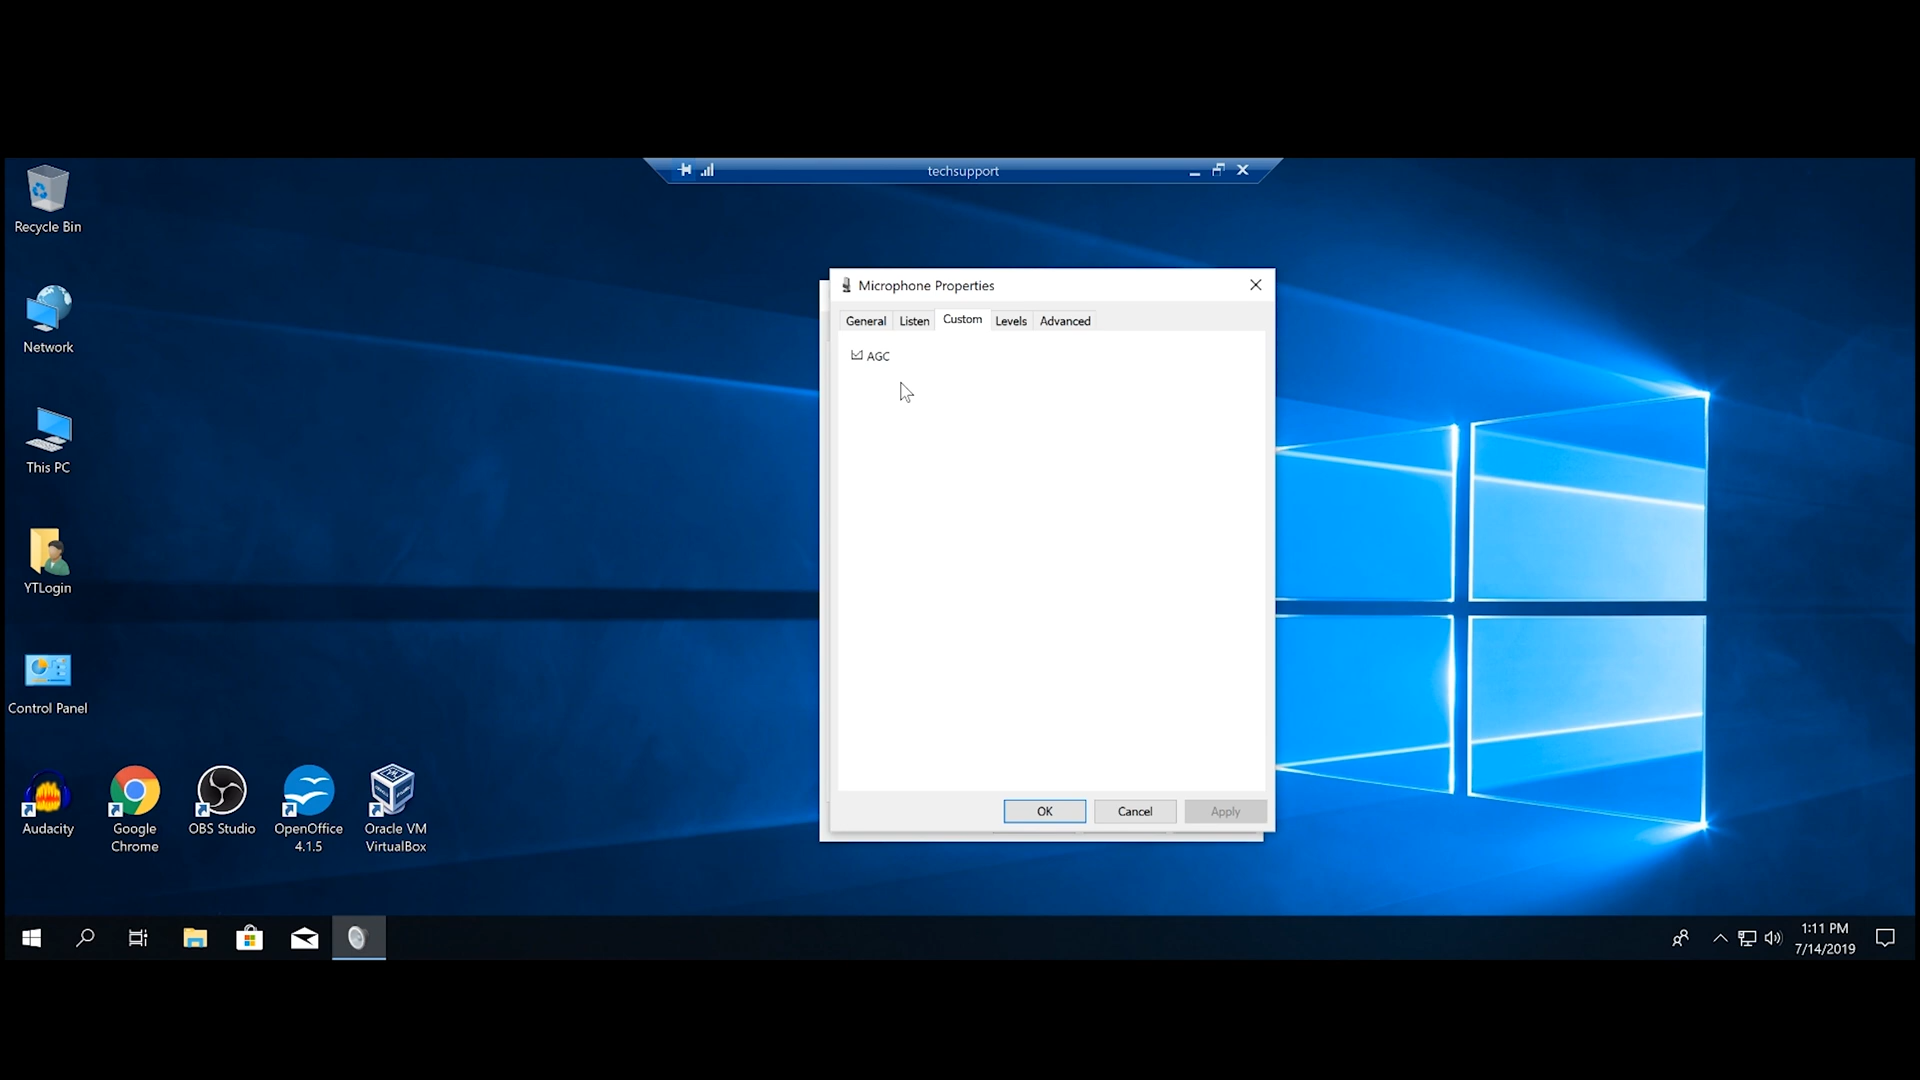 techsupport
Recycle Bin
Network
This PC
YTLogin
Control Panel
Audacity
Google
Chrome
OBS Studio
OpenOffice
4.1.5
Oracle VM
VirtualBox
Microphone Properties
General Listen Custom Levels Advanced
AGC
OK Cancel Apply
1:11 PM
7/14/2019